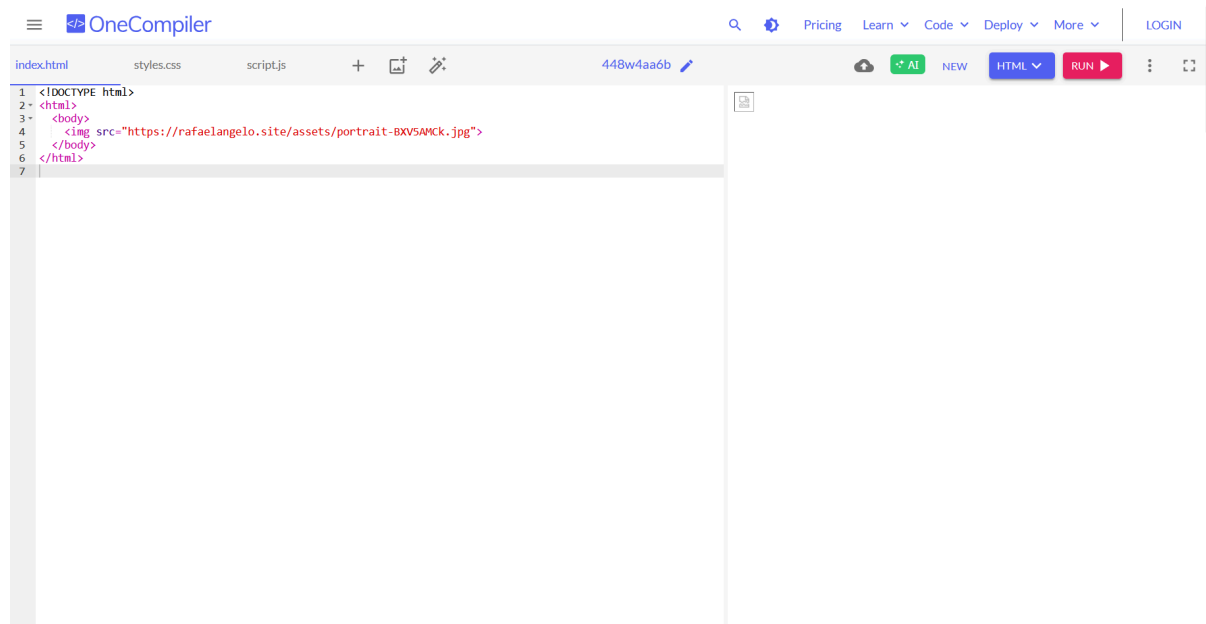 OneCompiler
Pricing Learn Code Deploy More LOGIN
index.html styles.css script.js 448w4aa6b AI NEW HTML RUN
1 <!DOCTYPE html>
2 <html>
3 <body>
4 <img src="https://rafaelangelo.site/assets/portrait-BXV5AMCk.jpg">
5 </body>
6 </html>
7